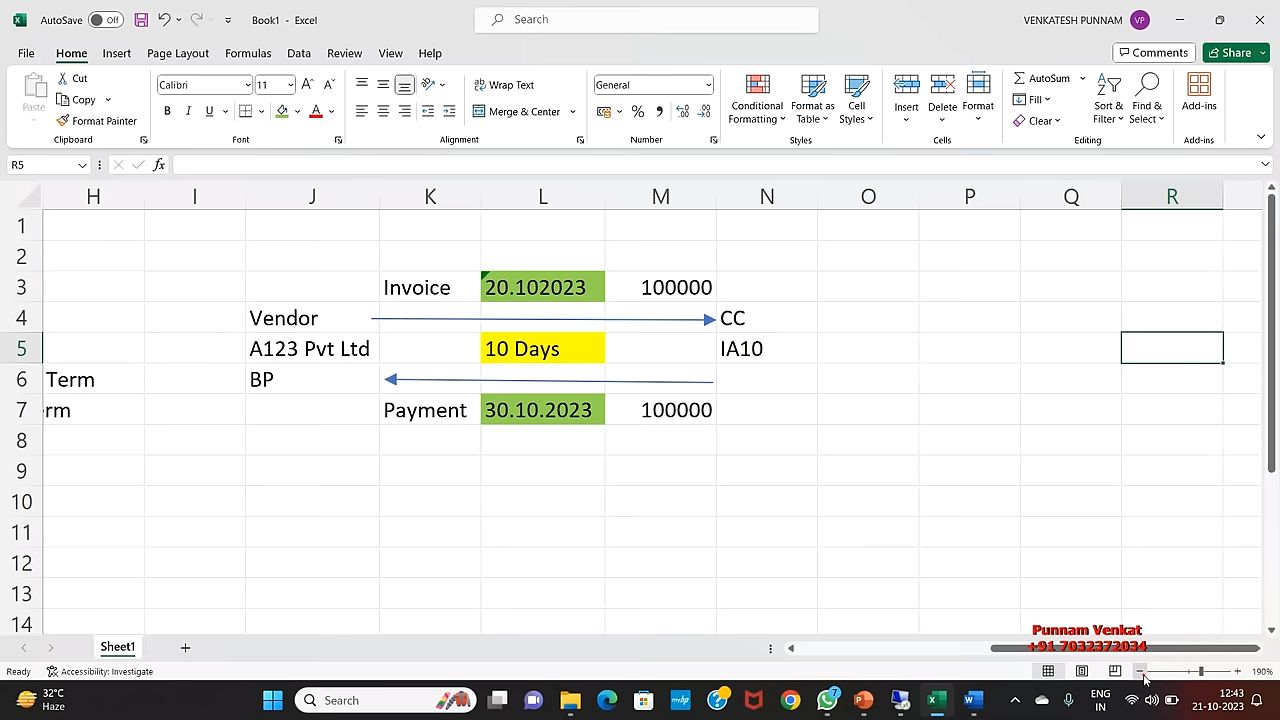 AutoSave Off Book1 - Excel Search VENKATESH PUNNAM VP
File Home Insert Page Layout Formulas Data Review View Help Comments Share
Paste Cut Copy Format Painter Clipboard
Calibri 11 A A B I U A Font
Wrap Text Merge & Center Alignment
General % , Number
Conditional Formatting Format as Table Cell Styles Styles
Insert Delete Format Cells
AutoSum Fill Clear Sort & Filter Find & Select Editing
Add-ins Add-ins
R5 fx
H I J K L M N O P Q R
1
2
3 Invoice 20.102023 100000
4 Vendor CC
5 A123 Pvt Ltd 10 Days IA10
6 Term BP
7 rm Payment 30.10.2023 100000
8
9
10
11
12
13
14
Sheet1 +
Punnam Venkat
+91 7032372034
Ready Accessibility: Investigate 190%
32°C Haze Search 7 ENG IN 12:43 21-10-2023